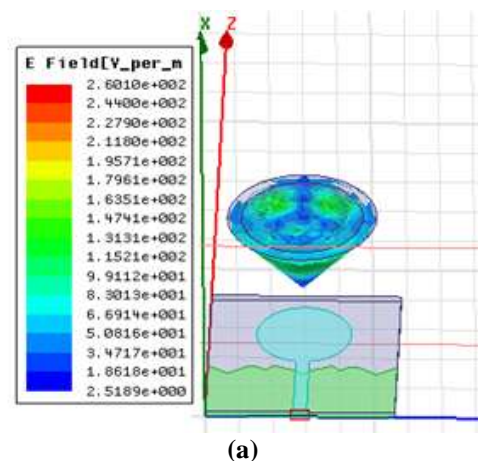 X Z
E Field[V_per_m
2.6010e+002
2.4400e+002
2.2790e+002
2.1180e+002
1.9571e+002
1.7961e+002
1.6351e+002
1.4741e+002
1.3131e+002
1.1521e+002
9.9112e+001
8.3013e+001
6.6914e+001
5.0816e+001
3.4717e+001
1.8618e+001
2.5189e+000
(a)